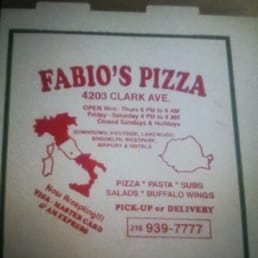 FABIO'S PIZZA
4203 CLARK AVE.
OPEN Mon - Thurs 6 PM to 4 AM
Friday - Saturday 4 PM to 4 AM
Closed Sundays & Holidays
DOWNTOWN, WESTSIDE, LAKEWOOD
BROOKLYN, WESTPARK,
AIRPORT & HOTELS
PIZZA * PASTA * SUBS
SALADS * BUFFALO WINGS
PICK-UP or DELIVERY
216 939-7777
Now Accepting!!!
VISA - MASTER CARD
AM EXPRESS